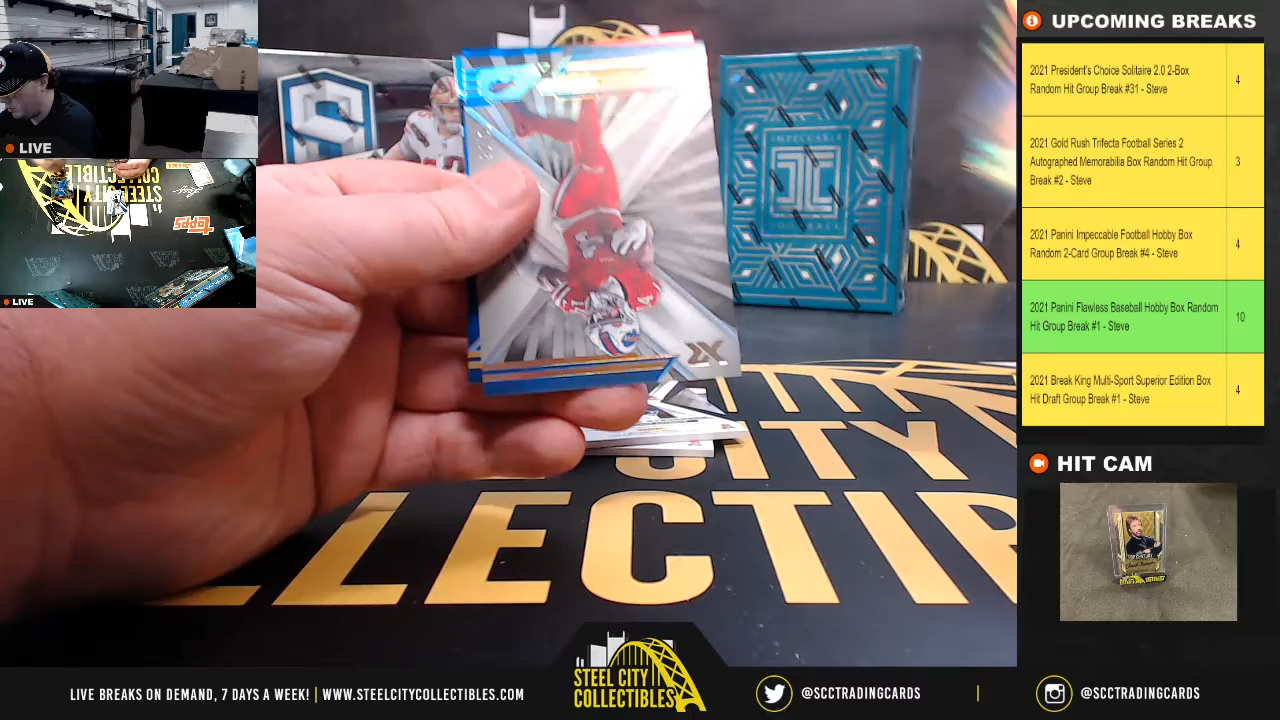 LIVE
LIVE
IMPECCABLE
FOOTBALL
XR
STEEL CITY
LLECTIB
topps
UPCOMING BREAKS
2021 President's Choice Solitaire 2.0 2-Box
Random Hit Group Break #31 - Steve
4
2021 Gold Rush Trifecta Football Series 2
Autographed Memorabilia Box Random Hit Group
Break #2 - Steve
3
2021 Panini Impeccable Football Hobby Box
Random 2-Card Group Break #4 - Steve
4
2021 Panini Flawless Baseball Hobby Box Random
Hit Group Break #1 - Steve
10
2021 Break King Multi-Sport Superior Edition Box
Hit Draft Group Break #1 - Steve
4
HIT CAM
LIVE BREAKS ON DEMAND, 7 DAYS A WEEK! | WWW.STEELCITYCOLLECTIBLES.COM
STEEL CITY
COLLECTIBLES
@SCCTRADINGCARDS
|
@SCCTRADINGCARDS